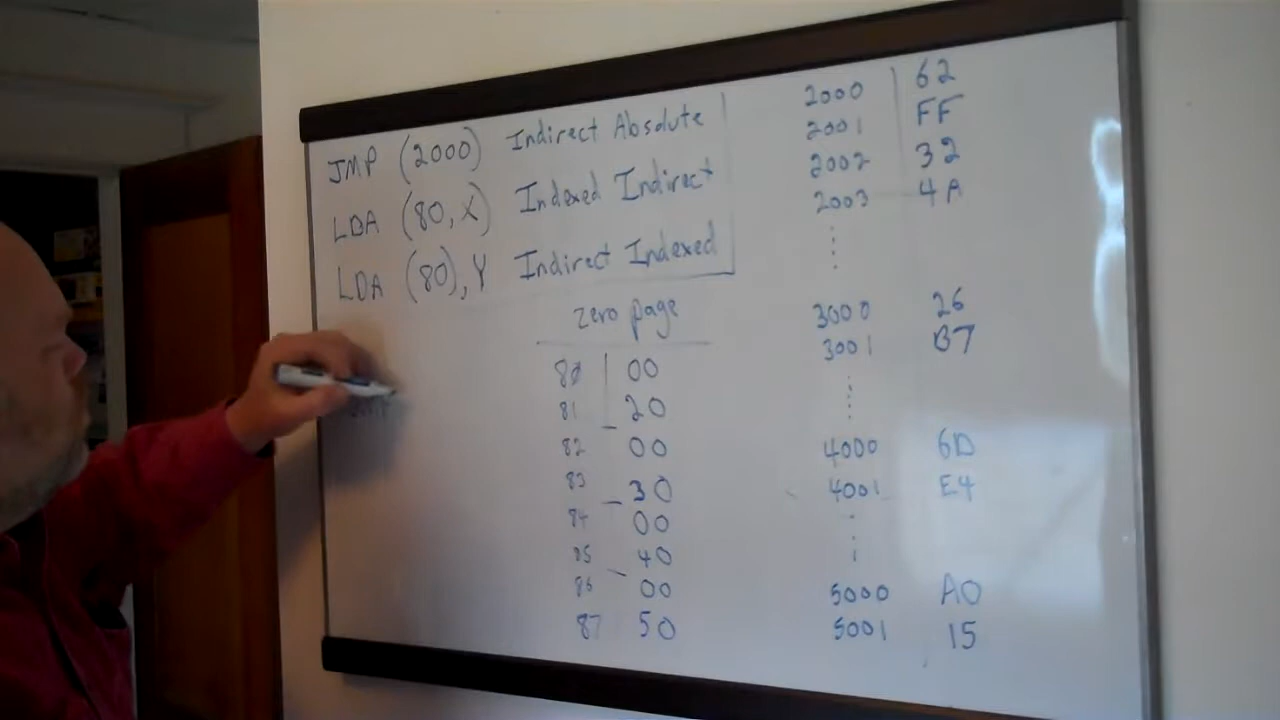 JMP (2000) Indirect Absolute
LDA (80, X) Indexed Indirect
LDA (80), Y Indirect Indexed
zero page
80 00
81 20
82 00
83 30
84 00
85 40
86 00
87 50
2000 62
2001 FF
2002 32
2003 4A
3000 26
3001 B7
4000 6D
4001 E4
5000 A0
5001 15